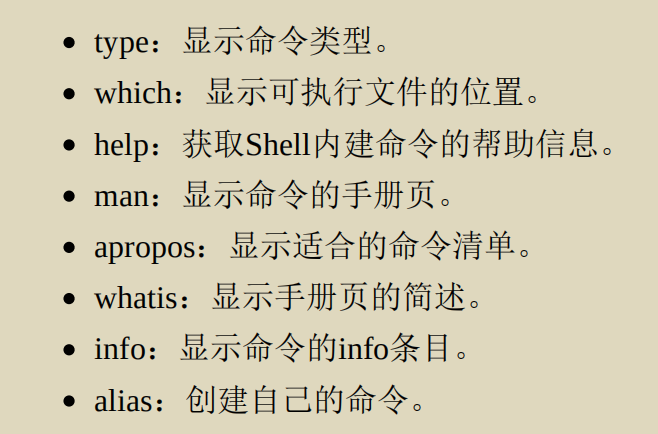 • type：显示命令类型。
• which：显示可执行文件的位置。
• help：获取Shell内建命令的帮助信息。
• man：显示命令的手册页。
• apropos：显示适合的命令清单。
• whatis：显示手册页的简述。
• info：显示命令的info条目。
• alias：创建自己的命令。